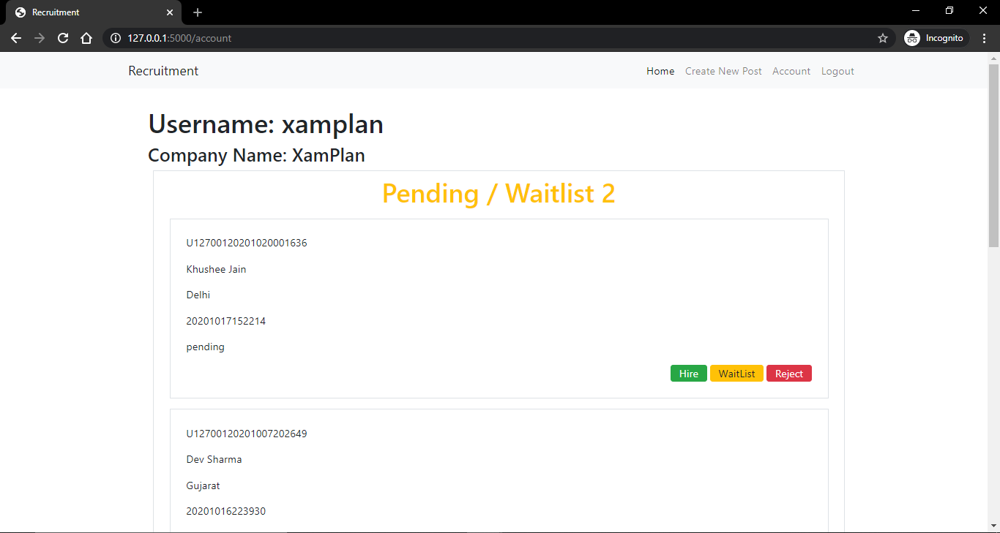 Recruitment
127.0.0.1:5000/account
Incognito
Recruitment
Home Create New Post Account Logout
Username: xamplan
Company Name: XamPlan
Pending / Waitlist 2
U12700120201020001636
Khushee Jain
Delhi
20201017152214
pending
Hire WaitList Reject
U12700120201007202649
Dev Sharma
Gujarat
20201016223930